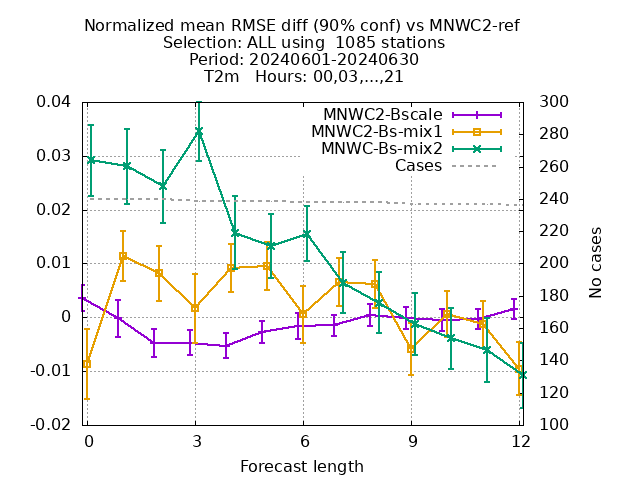 Normalized mean RMSE diff (90% conf) vs MNWC2-ref
Selection: ALL using  1085 stations
Period: 20240601-20240630
T2m   Hours: 00,03,...,21
MNWC2-Bscale
MNWC2-Bs-mix1
MNWC-Bs-mix2
Cases
0.04
0.03
0.02
0.01
0
-0.01
-0.02
300
280
260
240
220
200
180
160
140
120
100
No cases
0 3 6 9 12
Forecast length